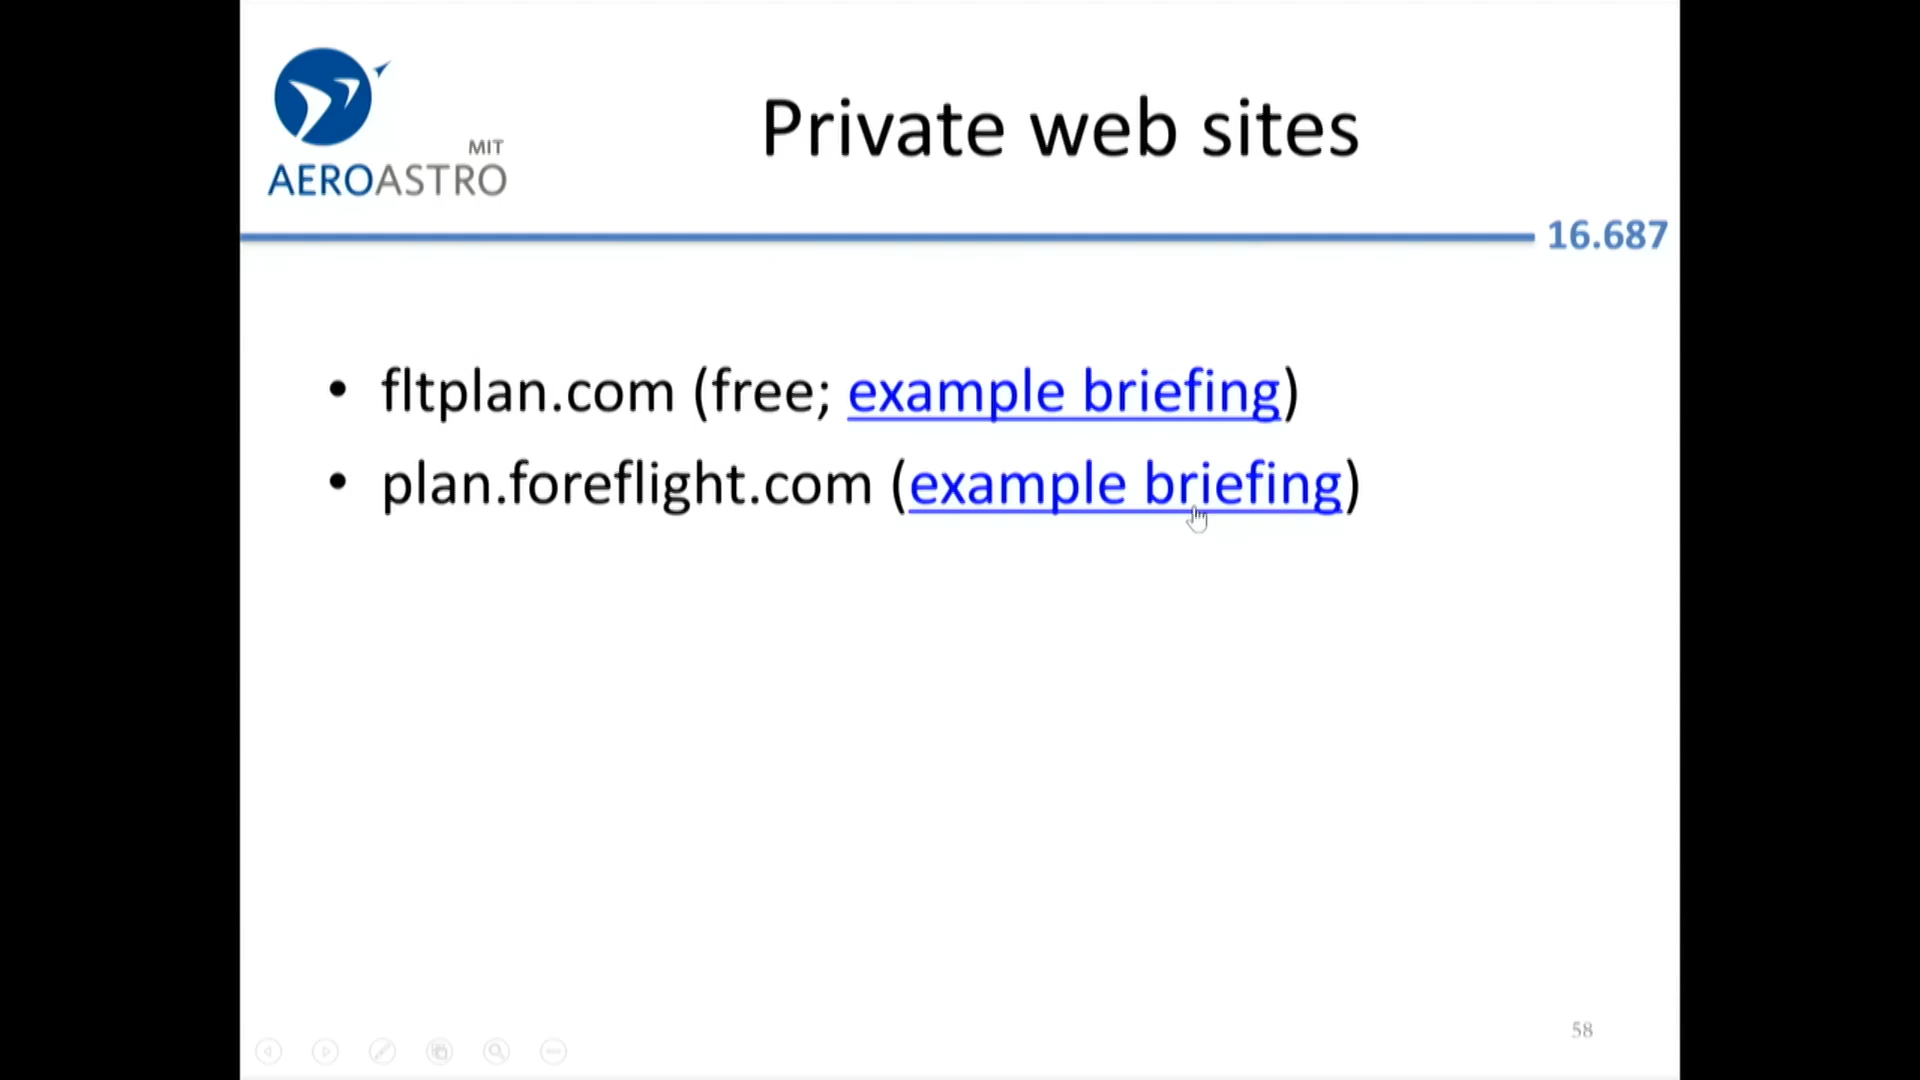 MIT
AEROASTRO
Private web sites
16.687
• fltplan.com (free; example briefing)
• plan.foreflight.com (example briefing)
58